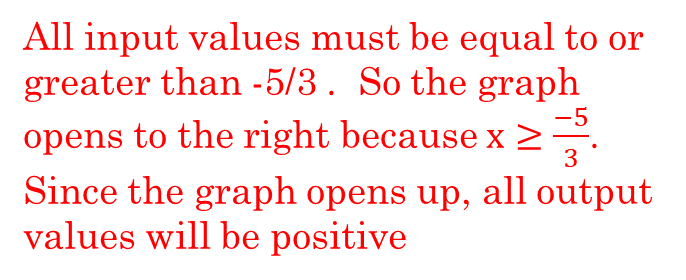 All input values must be equal to or
greater than -5/3 .  So the graph
opens to the right because x ≥ −5/3.
Since the graph opens up, all output
values will be positive